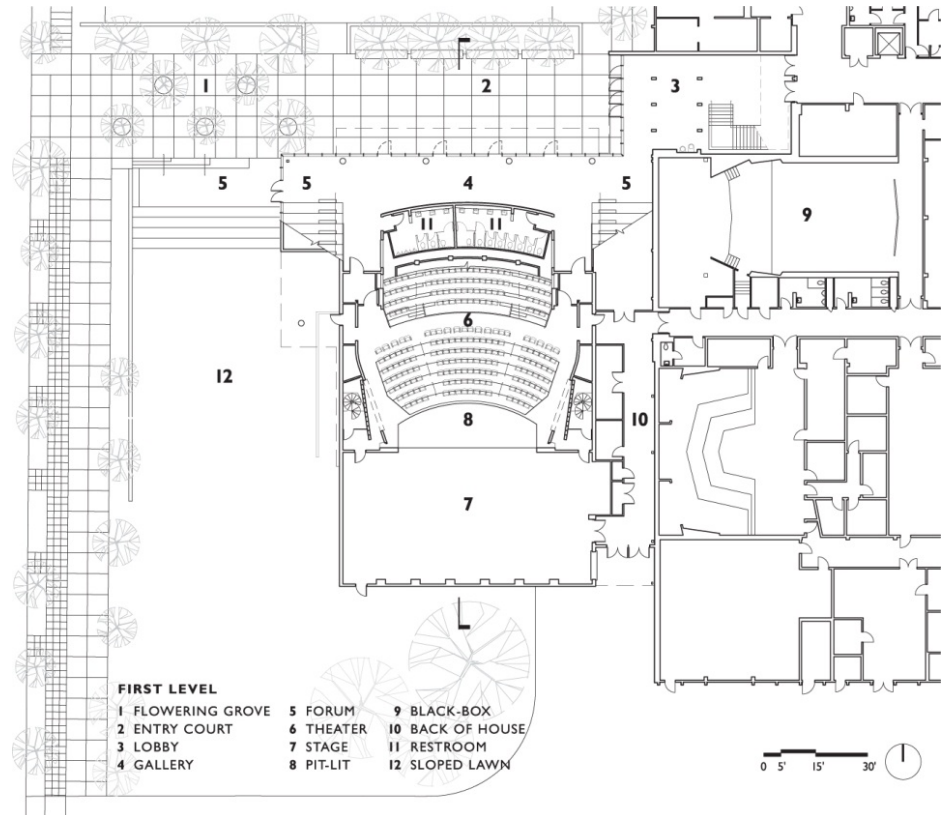 1
2
3
5
5
4
5
9
11
11
6
12
8
10
7
FIRST LEVEL
1 FLOWERING GROVE 5 FORUM 9 BLACK-BOX
2 ENTRY COURT 6 THEATER 10 BACK OF HOUSE
3 LOBBY 7 STAGE 11 RESTROOM
4 GALLERY 8 PIT-LIT 12 SLOPED LAWN
0 5' 15' 30'